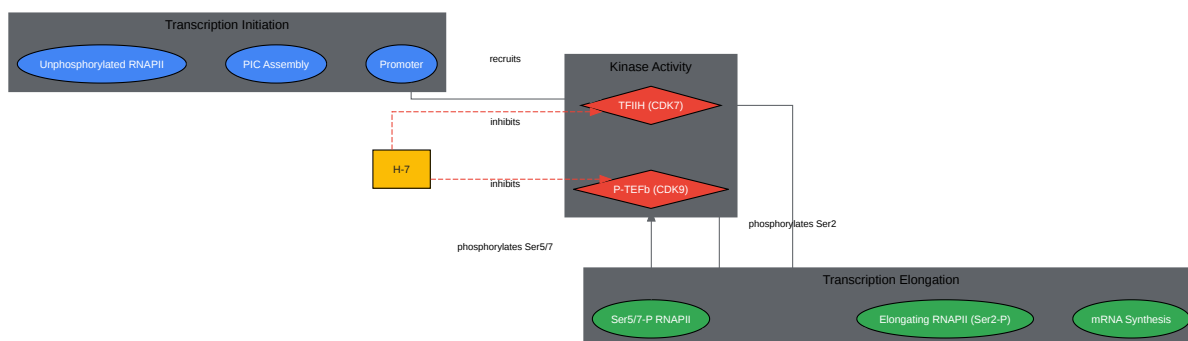 Transcription Initiation
Unphosphorylated RNAPII
PIC Assembly
Promoter
recruits
Kinase Activity
TFIIH (CDK7)
inhibits
H-7
inhibits
P-TEFb (CDK9)
phosphorylates Ser2
phosphorylates Ser5/7
Transcription Elongation
Ser5/7-P RNAPII
Elongating RNAPII (Ser2-P)
mRNA Synthesis